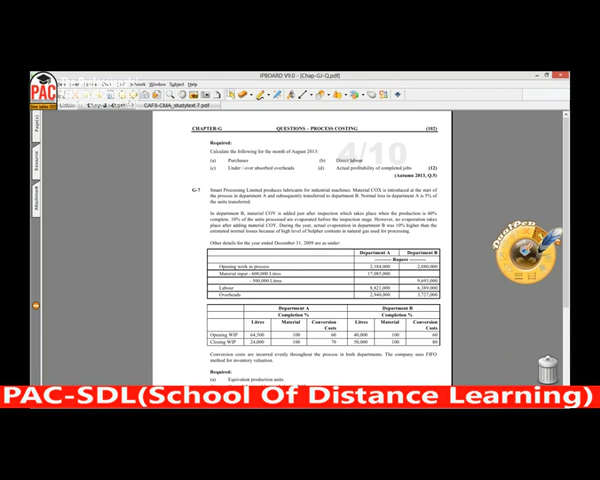 IPBOARD V9.0 - [Chap-GJ-Q.pdf]
Window Subject Help
PAC
CAF8-CMA_studytext.7.pdf
CHAPTER-G QUESTIONS - PROCESS COSTING (102)
4/10
Required:
Calculate the following for the month of August 2013:
(a) Purchases (b) Direct labour
(c) Under / over absorbed overheads (d) Actual profitability of completed jobs (12)
(Autumn 2013, Q.5)
G-7 Smart Processing Limited produces lubricants for industrial machines. Material COX is introduced at the start of
the process in department A and subsequently transferred to department B. Normal loss in department A is 5% of
the units transferred.
In department B, material COY is added just after inspection which takes place when the production is 60%
complete. 10% of the units processed are evaporated before the inspection stage. However, no evaporation takes
place after adding material COY. During the year, actual evaporation in department B was 10% higher than the
estimated normal losses because of high level of Sulpher contents in natural gas used for processing.
Other details for the year ended December 31, 2009 are as under:
Department A Department B
---------- Rupees ----------
Opening work in process 2,184,000 2,080,000
Material input - 600,000 Litres 17,085,000
- 500,000 Litres 9,693,000
Labour 8,821,000 6,389,000
Overheads 2,940,000 3,727,000
Department A Department B
Completion % Completion %
Litres Material Conversion Costs Litres Material Conversion Costs
Opening WIP 64,500 100 60 40,000 100 60
Closing WIP 24,000 100 70 50,000 100 80
Conversion costs are incurred evenly throughout the process in both departments. The company uses FIFO
method for inventory valuation.
Required:
(a) Equivalent production units
DualPen
PAC-SDL(School Of Distance Learning)